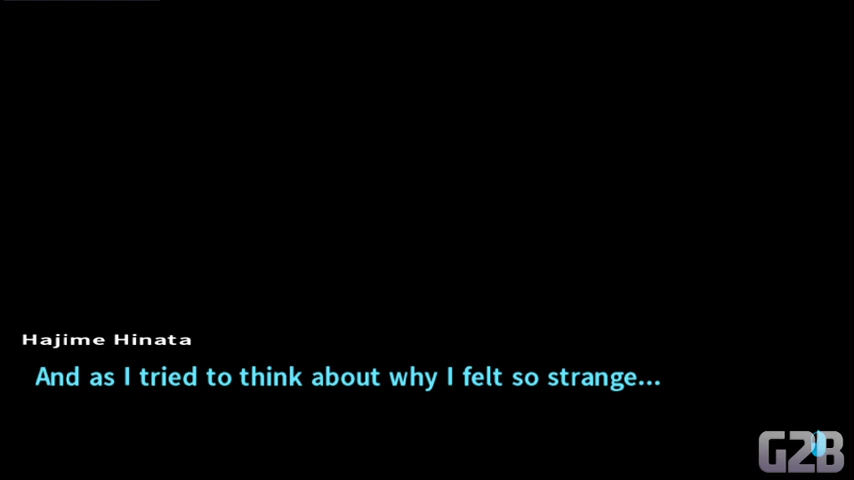 Hajime Hinata
And as I tried to think about why I felt so strange...
G2B